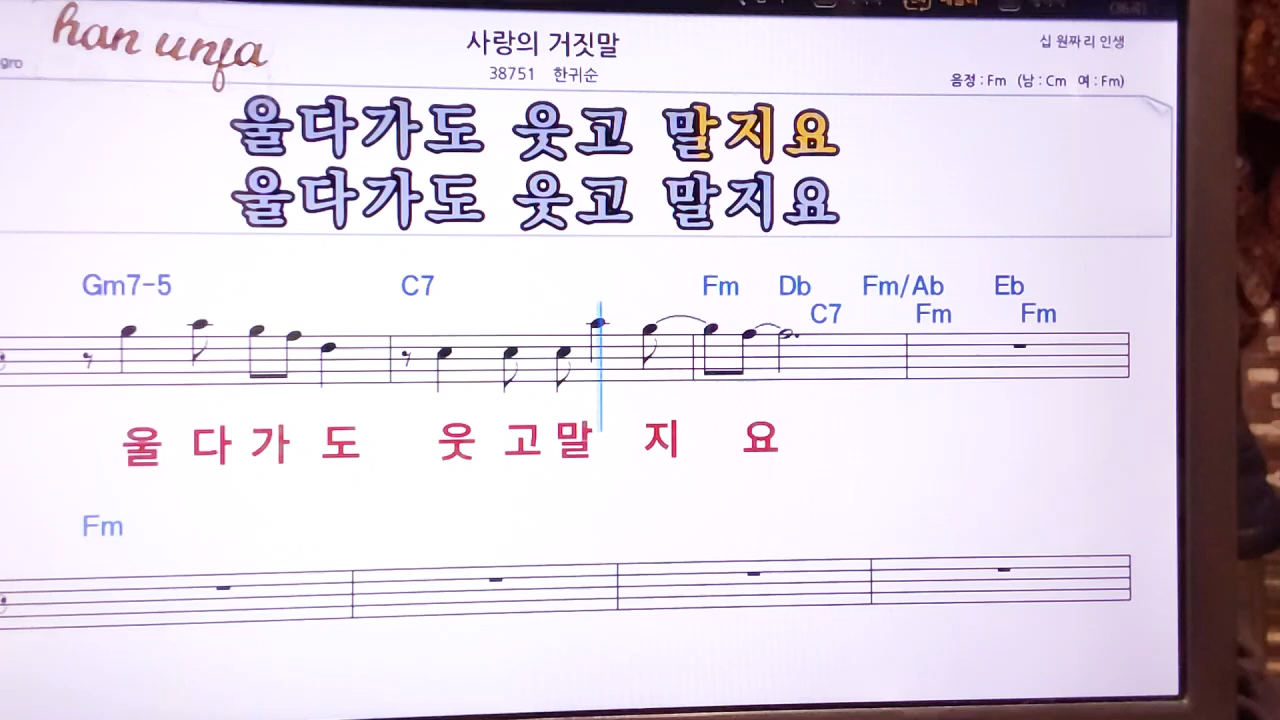 han unfa
사랑의 거짓말
십 원짜리 인생
gro
38751 한귀순
음정 : Fm (남 : Cm 여 : Fm)
울다가도 웃고 말지요
울다가도 웃고 말지요
Gm7-5 C7 Fm Db Fm/Ab Eb
C7 Fm Fm
울 다 가 도 웃 고 말 지 요
Fm